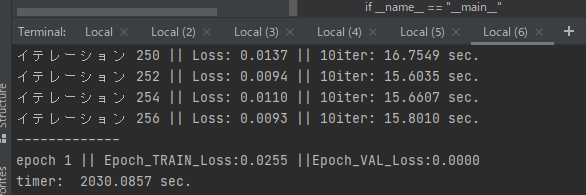 if __name__ == "__main__"
Terminal: Local × Local (2) × Local (3) × Local (4) × Local (5) × Local (6) ×
イテレーション 250 || Loss: 0.0137 || 10iter: 16.7549 sec.
イテレーション 252 || Loss: 0.0094 || 10iter: 15.6035 sec.
イテレーション 254 || Loss: 0.0110 || 10iter: 15.6607 sec.
イテレーション 256 || Loss: 0.0093 || 10iter: 15.8010 sec.
-------------
epoch 1 || Epoch_TRAIN_Loss:0.0255 ||Epoch_VAL_Loss:0.0000
timer:  2030.0857 sec.
Structure